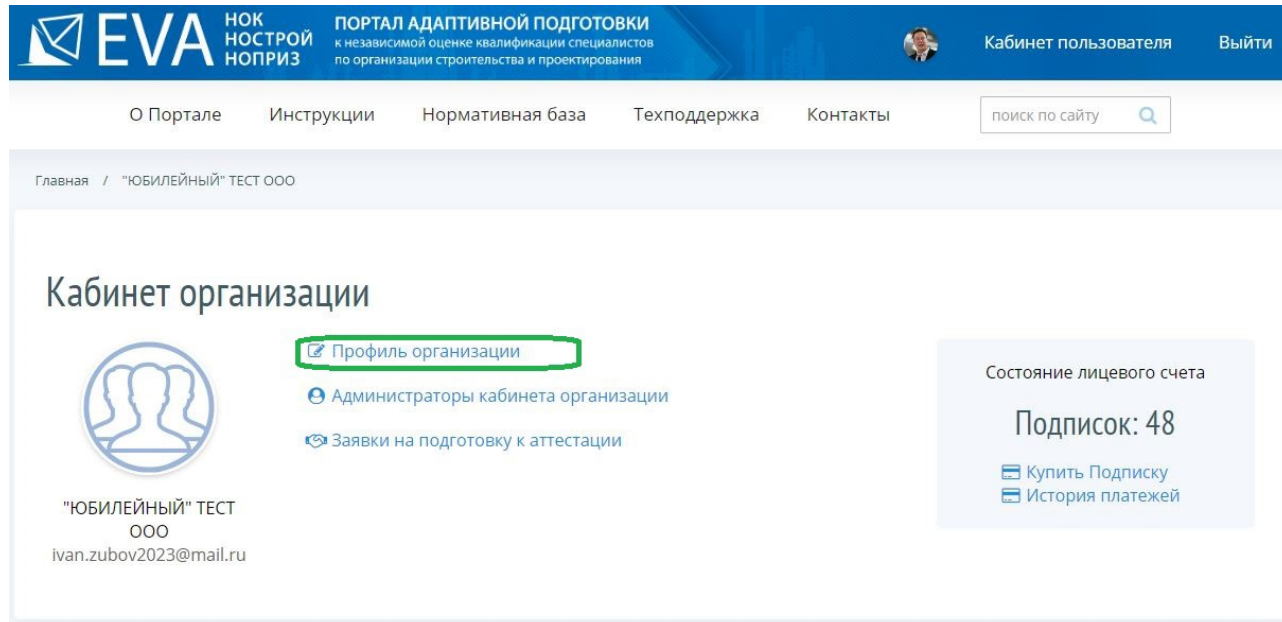 EVA
НОК
НОСТРОЙ
НОПРИЗ
ПОРТАЛ АДАПТИВНОЙ ПОДГОТОВКИ
к независимой оценке квалификации специалистов
по организации строительства и проектирования
Кабинет пользователя
Выйти
О Портале Инструкции Нормативная база Техподдержка Контакты
поиск по сайту
Главная / "ЮБИЛЕЙНЫЙ" ТЕСТ ООО
Кабинет организации
Профиль организации
Администраторы кабинета организации
Заявки на подготовку к аттестации
"ЮБИЛЕЙНЫЙ" ТЕСТ
ООО
ivan.zubov2023@mail.ru
Состояние лицевого счета
Подписок: 48
Купить Подписку
История платежей